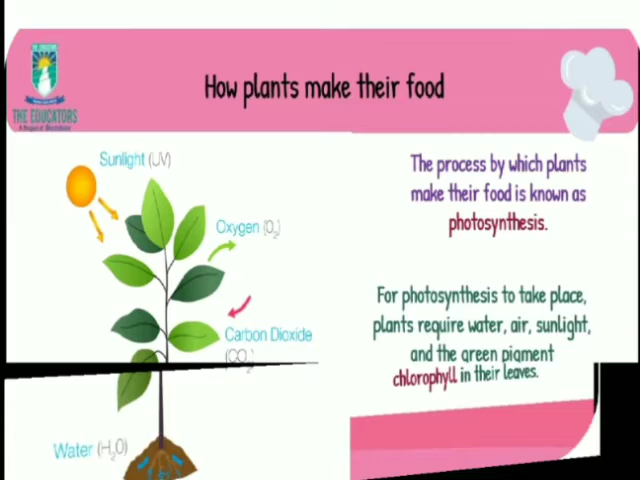 THE EDUCATORS
How plants make their food
Sunlight (UV)
Oxygen (O₂)
Carbon Dioxide
(CO₂)
Water (H₂O)
The process by which plants
make their food is known as
photosynthesis.
For photosynthesis to take place,
plants require water, air, sunlight,
and the green pigment
chlorophyll in their leaves.